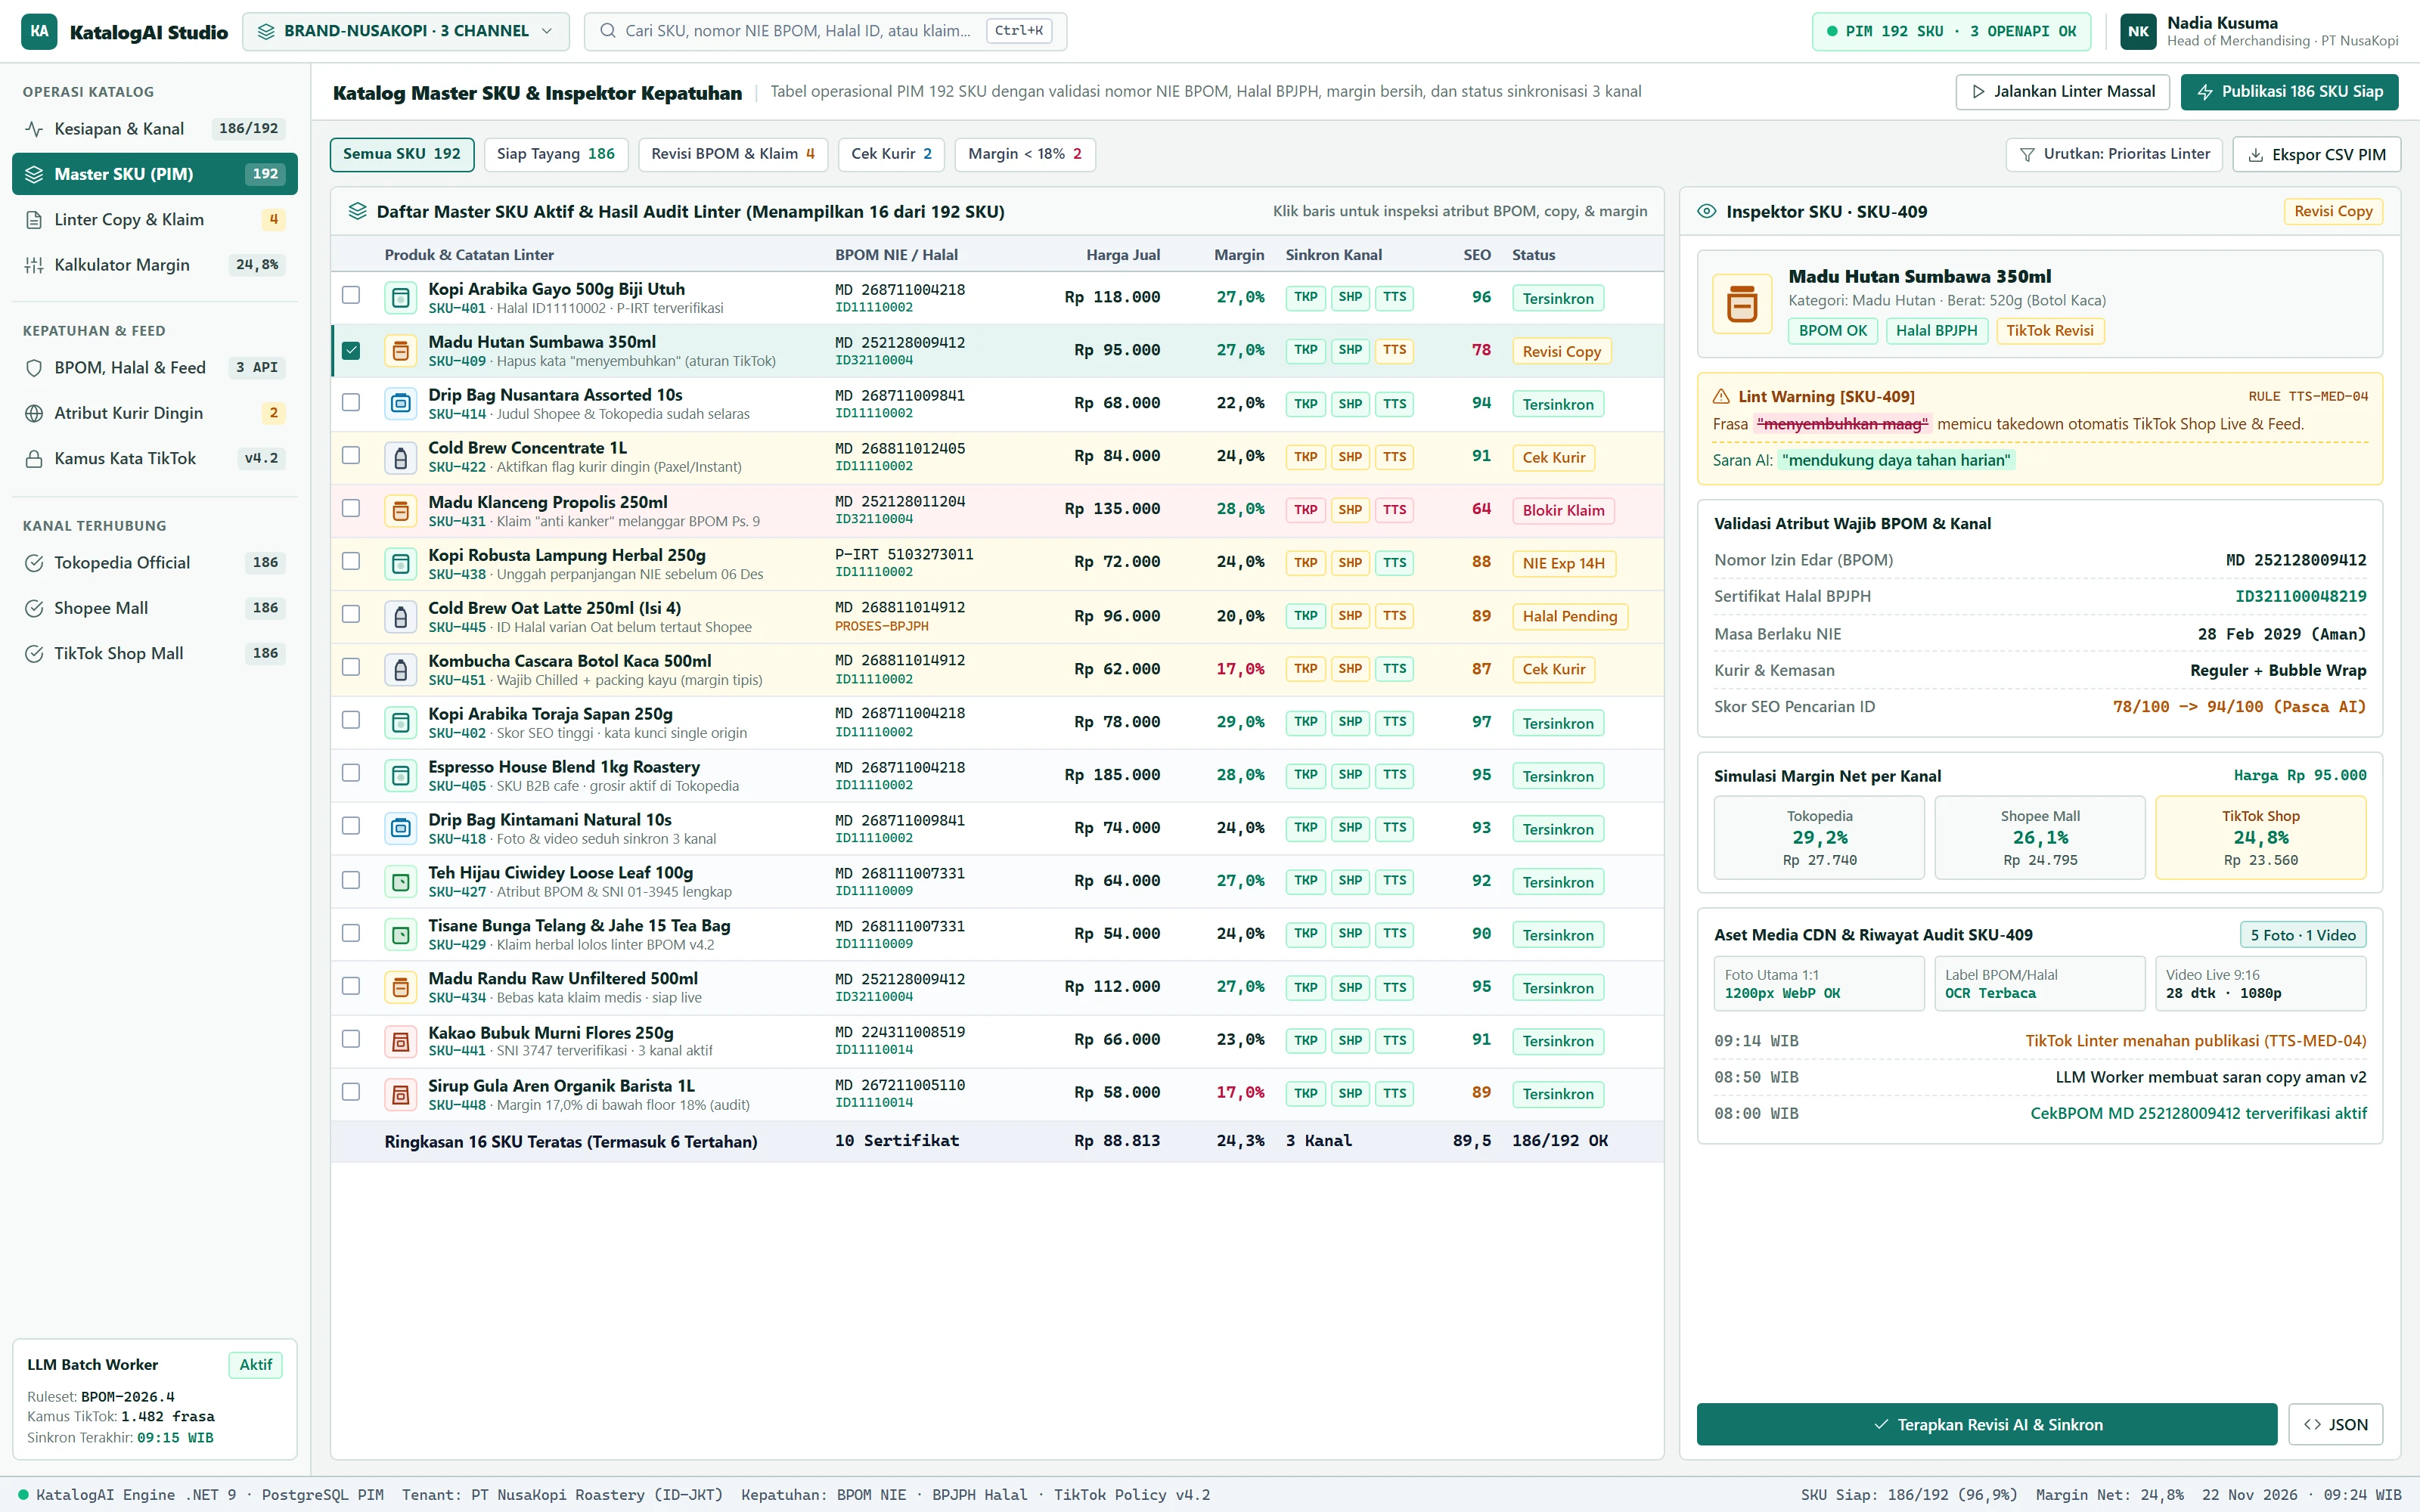 KA KatalogAI Studio BRAND-NUSAKOPI · 3 CHANNEL Cari SKU, nomor NIE BPOM, Halal ID, atau klaim... Ctrl+K PIM 192 SKU · 3 OPENAPI OK NK Nadia Kusuma
Head of Merchandising · PT NusaKopi
OPERASI KATALOG
Kesiapan & Kanal 186/192
Master SKU (PIM) 192
Linter Copy & Klaim 4
Kalkulator Margin 24,8%
KEPATUHAN & FEED
BPOM, Halal & Feed 3 API
Atribut Kurir Dingin 2
Kamus Kata TikTok v4.2
KANAL TERHUBUNG
Tokopedia Official 186
Shopee Mall 186
TikTok Shop Mall 186
LLM Batch Worker Aktif
Ruleset: BPOM-2026.4
Kamus TikTok: 1.482 frasa
Sinkron Terakhir: 09:15 WIB
Katalog Master SKU & Inspektor Kepatuhan Tabel operasional PIM 192 SKU dengan validasi nomor NIE BPOM, Halal BPJPH, margin bersih, dan status sinkronisasi 3 kanal Jalankan Linter Massal Publikasi 186 SKU Siap
Semua SKU 192 Siap Tayang 186 Revisi BPOM & Klaim 4 Cek Kurir 2 Margin < 18% 2 Urutkan: Prioritas Linter Ekspor CSV PIM
Daftar Master SKU Aktif & Hasil Audit Linter (Menampilkan 16 dari 192 SKU) Klik baris untuk inspeksi atribut BPOM, copy, & margin
Produk & Catatan Linter BPOM NIE / Halal Harga Jual Margin Sinkron Kanal SEO Status
Kopi Arabika Gayo 500g Biji Utuh MD 268711004218 Rp 118.000 27,0% TKP SHP TTS 96 Tersinkron
SKU-401 · Halal ID11110002 · P-IRT terverifikasi ID11110002
Madu Hutan Sumbawa 350ml MD 252128009412 Rp 95.000 27,0% TKP SHP TTS 78 Revisi Copy
SKU-409 · Hapus kata "menyembuhkan" (aturan TikTok) ID32110004
Drip Bag Nusantara Assorted 10s MD 268711009841 Rp 68.000 22,0% TKP SHP TTS 94 Tersinkron
SKU-414 · Judul Shopee & Tokopedia sudah selaras ID11110002
Cold Brew Concentrate 1L MD 268811012405 Rp 84.000 24,0% TKP SHP TTS 91 Cek Kurir
SKU-422 · Aktifkan flag kurir dingin (Paxel/Instant) ID11110002
Madu Klanceng Propolis 250ml MD 252128011204 Rp 135.000 28,0% TKP SHP TTS 64 Blokir Klaim
SKU-431 · Klaim "anti kanker" melanggar BPOM Ps. 9 ID32110004
Kopi Robusta Lampung Herbal 250g P-IRT 5103273011 Rp 72.000 24,0% TKP SHP TTS 88 NIE Exp 14H
SKU-438 · Unggah perpanjangan NIE sebelum 06 Des ID11110002
Cold Brew Oat Latte 250ml (Isi 4) MD 268811014912 Rp 96.000 20,0% TKP SHP TTS 89 Halal Pending
SKU-445 · ID Halal varian Oat belum tertaut Shopee PROSES-BPJPH
Kombucha Cascara Botol Kaca 500ml MD 268811014912 Rp 62.000 17,0% TKP SHP TTS 87 Cek Kurir
SKU-451 · Wajib Chilled + packing kayu (margin tipis) ID11110002
Kopi Arabika Toraja Sapan 250g MD 268711004218 Rp 78.000 29,0% TKP SHP TTS 97 Tersinkron
SKU-402 · Skor SEO tinggi · kata kunci single origin ID11110002
Espresso House Blend 1kg Roastery MD 268711004218 Rp 185.000 28,0% TKP SHP TTS 95 Tersinkron
SKU-405 · SKU B2B cafe · grosir aktif di Tokopedia ID11110002
Drip Bag Kintamani Natural 10s MD 268711009841 Rp 74.000 24,0% TKP SHP TTS 93 Tersinkron
SKU-418 · Foto & video seduh sinkron 3 kanal ID11110002
Teh Hijau Ciwidey Loose Leaf 100g MD 268111007331 Rp 64.000 27,0% TKP SHP TTS 92 Tersinkron
SKU-427 · Atribut BPOM & SNI 01-3945 lengkap ID11110009
Tisane Bunga Telang & Jahe 15 Tea Bag MD 268111007331 Rp 54.000 24,0% TKP SHP TTS 90 Tersinkron
SKU-429 · Klaim herbal lolos linter BPOM v4.2 ID11110009
Madu Randu Raw Unfiltered 500ml MD 252128009412 Rp 112.000 27,0% TKP SHP TTS 95 Tersinkron
SKU-434 · Bebas kata klaim medis · siap live ID32110004
Kakao Bubuk Murni Flores 250g MD 224311008519 Rp 66.000 23,0% TKP SHP TTS 91 Tersinkron
SKU-441 · SNI 3747 terverifikasi · 3 kanal aktif ID11110014
Sirup Gula Aren Organik Barista 1L MD 267211005110 Rp 58.000 17,0% TKP SHP TTS 89 Tersinkron
SKU-448 · Margin 17,0% di bawah floor 18% (audit) ID11110014
Ringkasan 16 SKU Teratas (Termasuk 6 Tertahan) 10 Sertifikat Rp 88.813 24,3% 3 Kanal 89,5 186/192 OK
Inspektor SKU · SKU-409 Revisi Copy
Madu Hutan Sumbawa 350ml
Kategori: Madu Hutan · Berat: 520g (Botol Kaca)
BPOM OK Halal BPJPH TikTok Revisi
Lint Warning [SKU-409] RULE TTS-MED-04
Frasa "menyembuhkan maag" memicu takedown otomatis TikTok Shop Live & Feed.
Saran AI: "mendukung daya tahan harian"
Validasi Atribut Wajib BPOM & Kanal
Nomor Izin Edar (BPOM) MD 252128009412
Sertifikat Halal BPJPH ID321100048219
Masa Berlaku NIE 28 Feb 2029 (Aman)
Kurir & Kemasan Reguler + Bubble Wrap
Skor SEO Pencarian ID 78/100 -> 94/100 (Pasca AI)
Simulasi Margin Net per Kanal Harga Rp 95.000
Tokopedia Shopee Mall TikTok Shop
29,2% 26,1% 24,8%
Rp 27.740 Rp 24.795 Rp 23.560
Aset Media CDN & Riwayat Audit SKU-409 5 Foto · 1 Video
Foto Utama 1:1 Label BPOM/Halal Video Live 9:16
1200px WebP OK OCR Terbaca 28 dtk · 1080p
09:14 WIB TikTok Linter menahan publikasi (TTS-MED-04)
08:50 WIB LLM Worker membuat saran copy aman v2
08:00 WIB CekBPOM MD 252128009412 terverifikasi aktif
Terapkan Revisi AI & Sinkron JSON
KatalogAI Engine .NET 9 · PostgreSQL PIM Tenant: PT NusaKopi Roastery (ID-JKT) Kepatuhan: BPOM NIE · BPJPH Halal · TikTok Policy v4.2 SKU Siap: 186/192 (96,9%) Margin Net: 24,8% 22 Nov 2026 · 09:24 WIB